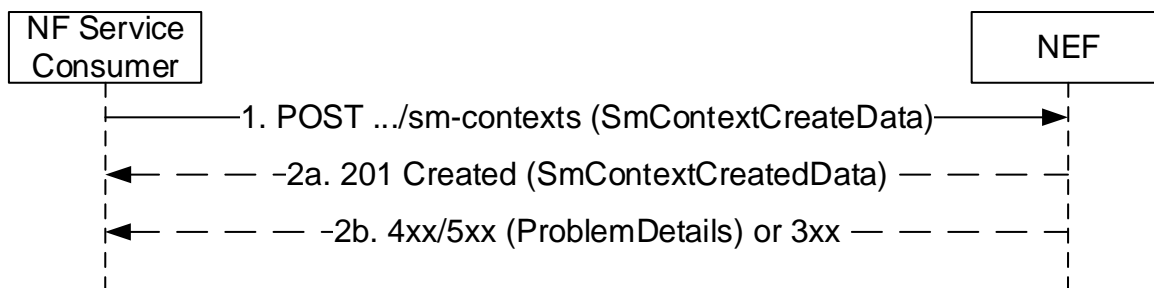 NF Service
Consumer
NEF
1. POST .../sm-contexts (SmContextCreateData)
2a. 201 Created (SmContextCreatedData)
2b. 4xx/5xx (ProblemDetails) or 3xx